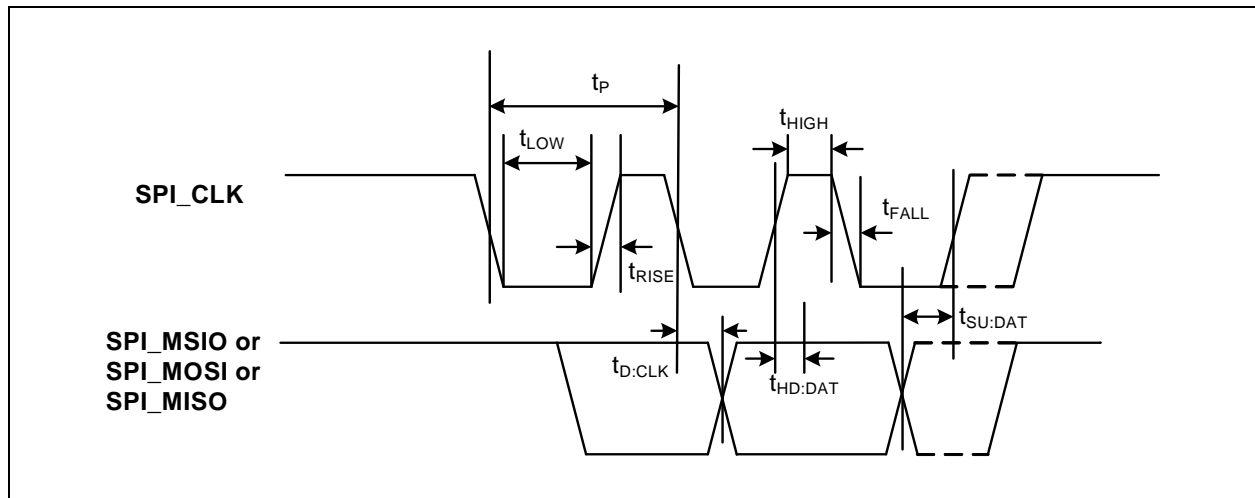 tP
tHIGH
tLOW
SPI_CLK
tFALL
tRISE
tSU:DAT
SPI_MSIO or
SPI_MOSI or
SPI_MISO
tD:CLK
tHD:DAT